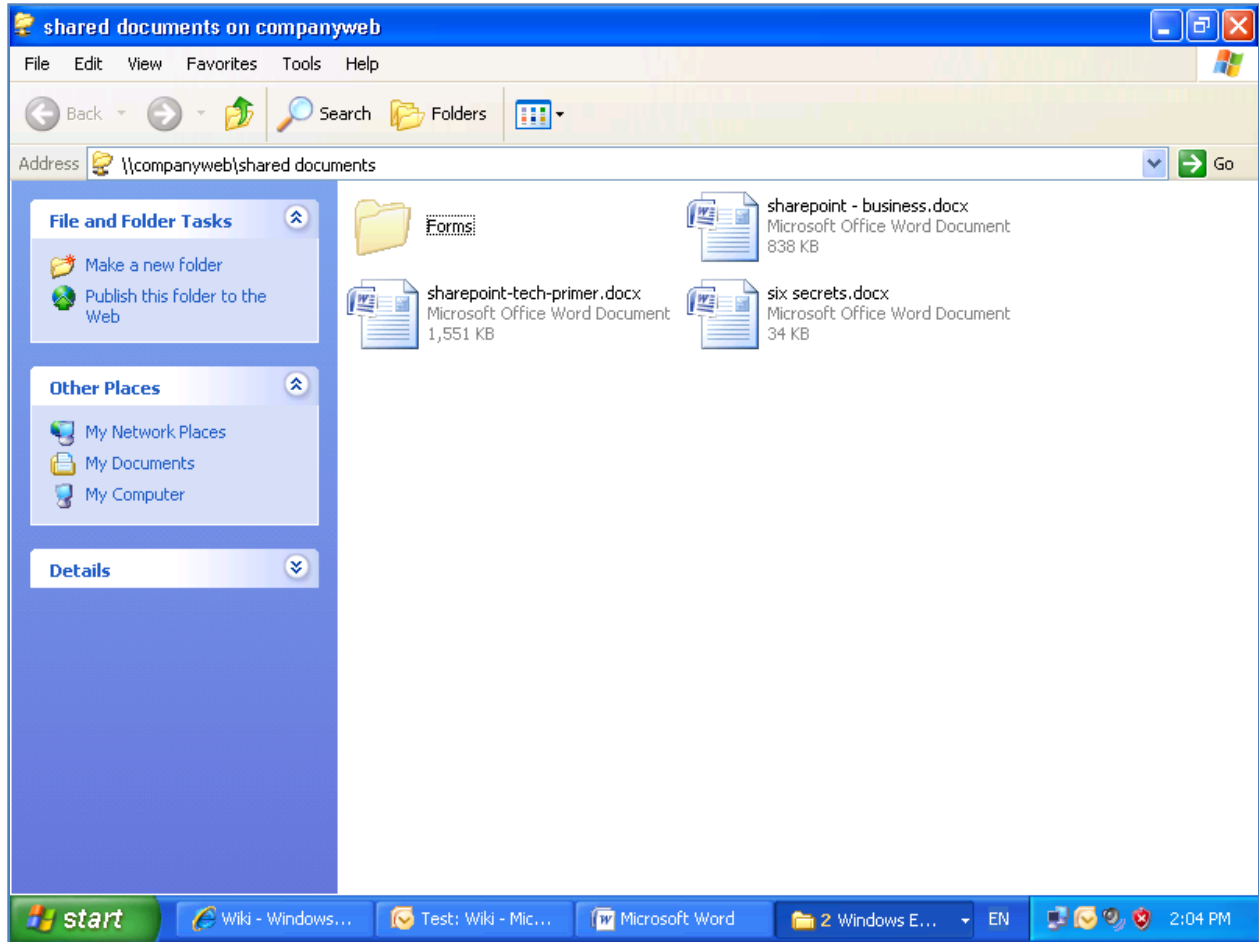 shared documents on companyweb
File Edit View Favorites Tools Help
Back Search Folders
Address \\companyweb\shared documents Go
File and Folder Tasks
Make a new folder
Publish this folder to the
Web
Other Places
My Network Places
My Documents
My Computer
Details
Forms
sharepoint - business.docx
Microsoft Office Word Document
838 KB
sharepoint-tech-primer.docx
Microsoft Office Word Document
1,551 KB
six secrets.docx
Microsoft Office Word Document
34 KB
start Wiki - Windows... Test: Wiki - Mic... Microsoft Word 2 Windows E... EN 2:04 PM